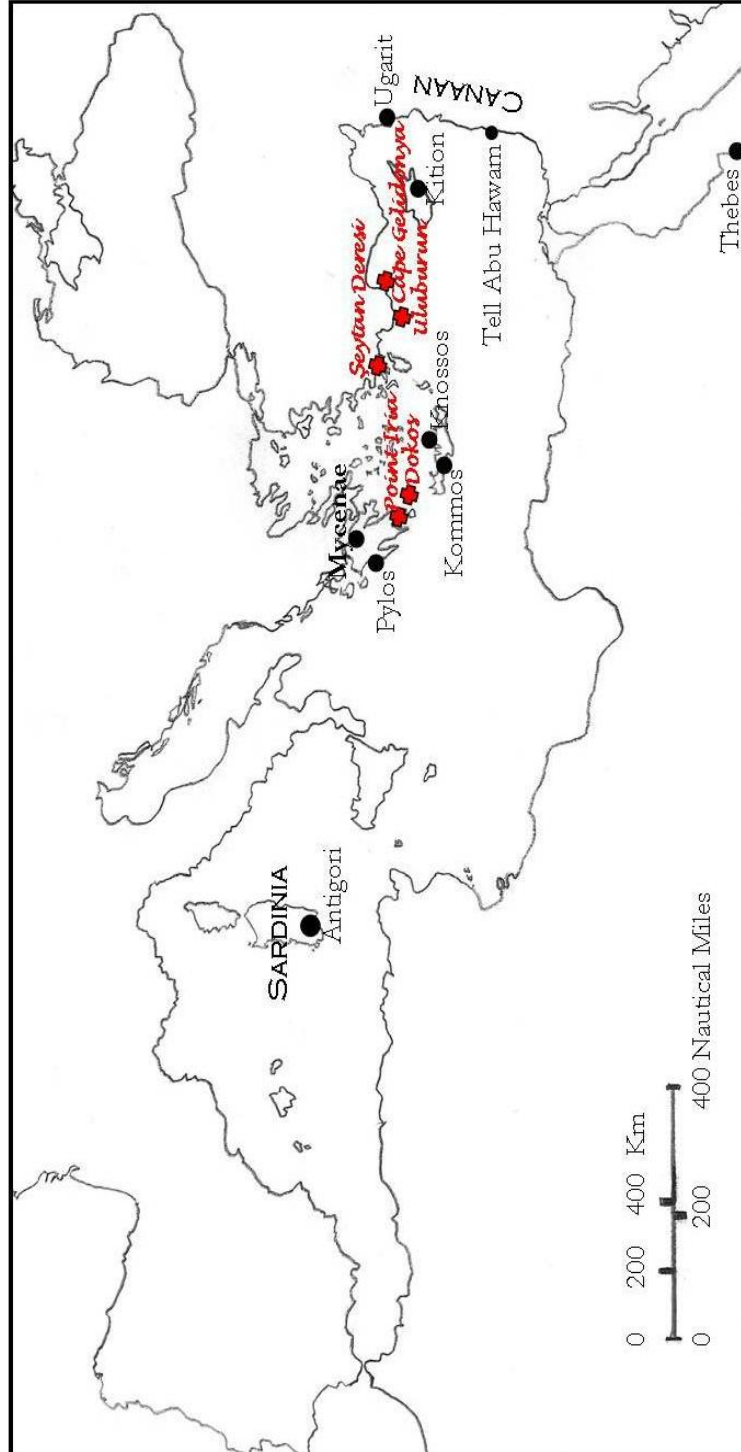 SARDINIA
Antigori
Mycenae
Şeytan Deresi
Pylos
Point Iria
Dokos
Cape Gelidonya
Uluburun
Ugarit
CANAAN
Kition
Knossos
Kommos
Tell Abu Hawam
0 200 400 Km
0 200 400 Nautical Miles
Thebes